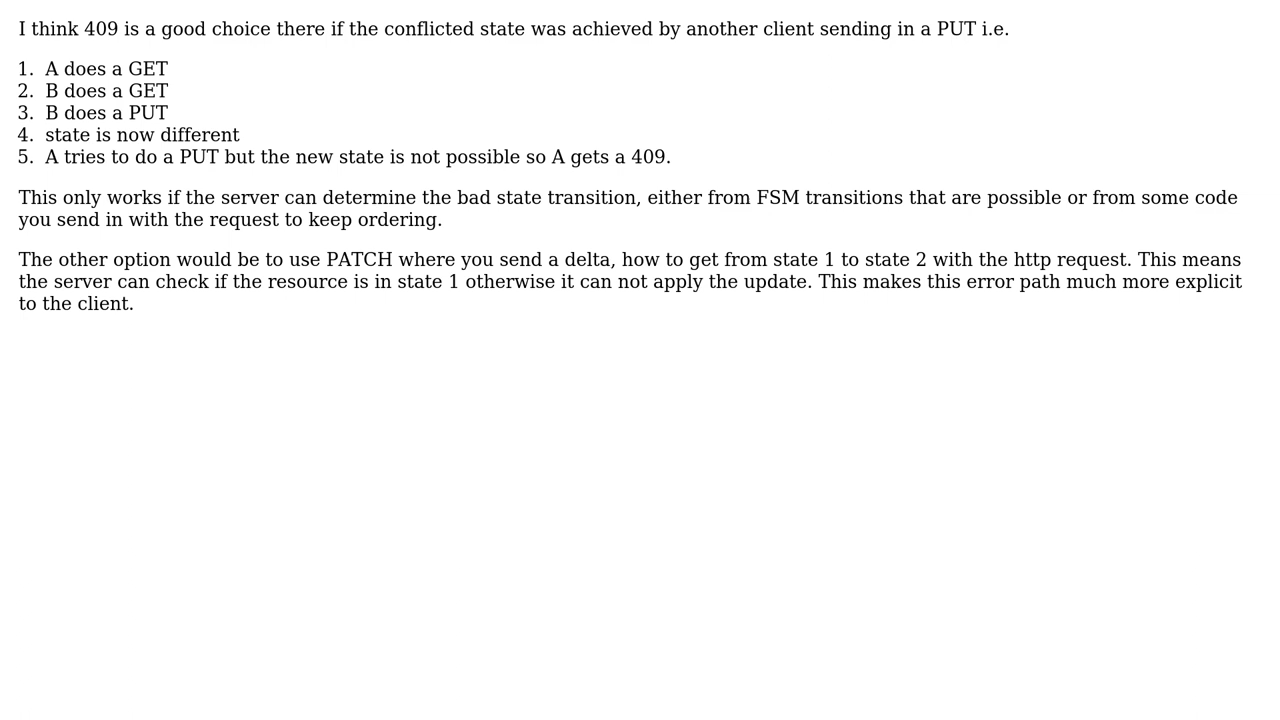 I think 409 is a good choice there if the conflicted state was achieved by another client sending in a PUT i.e.
1. A does a GET
2. B does a GET
3. B does a PUT
4. state is now different
5. A tries to do a PUT but the new state is not possible so A gets a 409.
This only works if the server can determine the bad state transition, either from FSM transitions that are possible or from some code
you send in with the request to keep ordering.
The other option would be to use PATCH where you send a delta, how to get from state 1 to state 2 with the http request. This means
the server can check if the resource is in state 1 otherwise it can not apply the update. This makes this error path much more explicit
to the client.